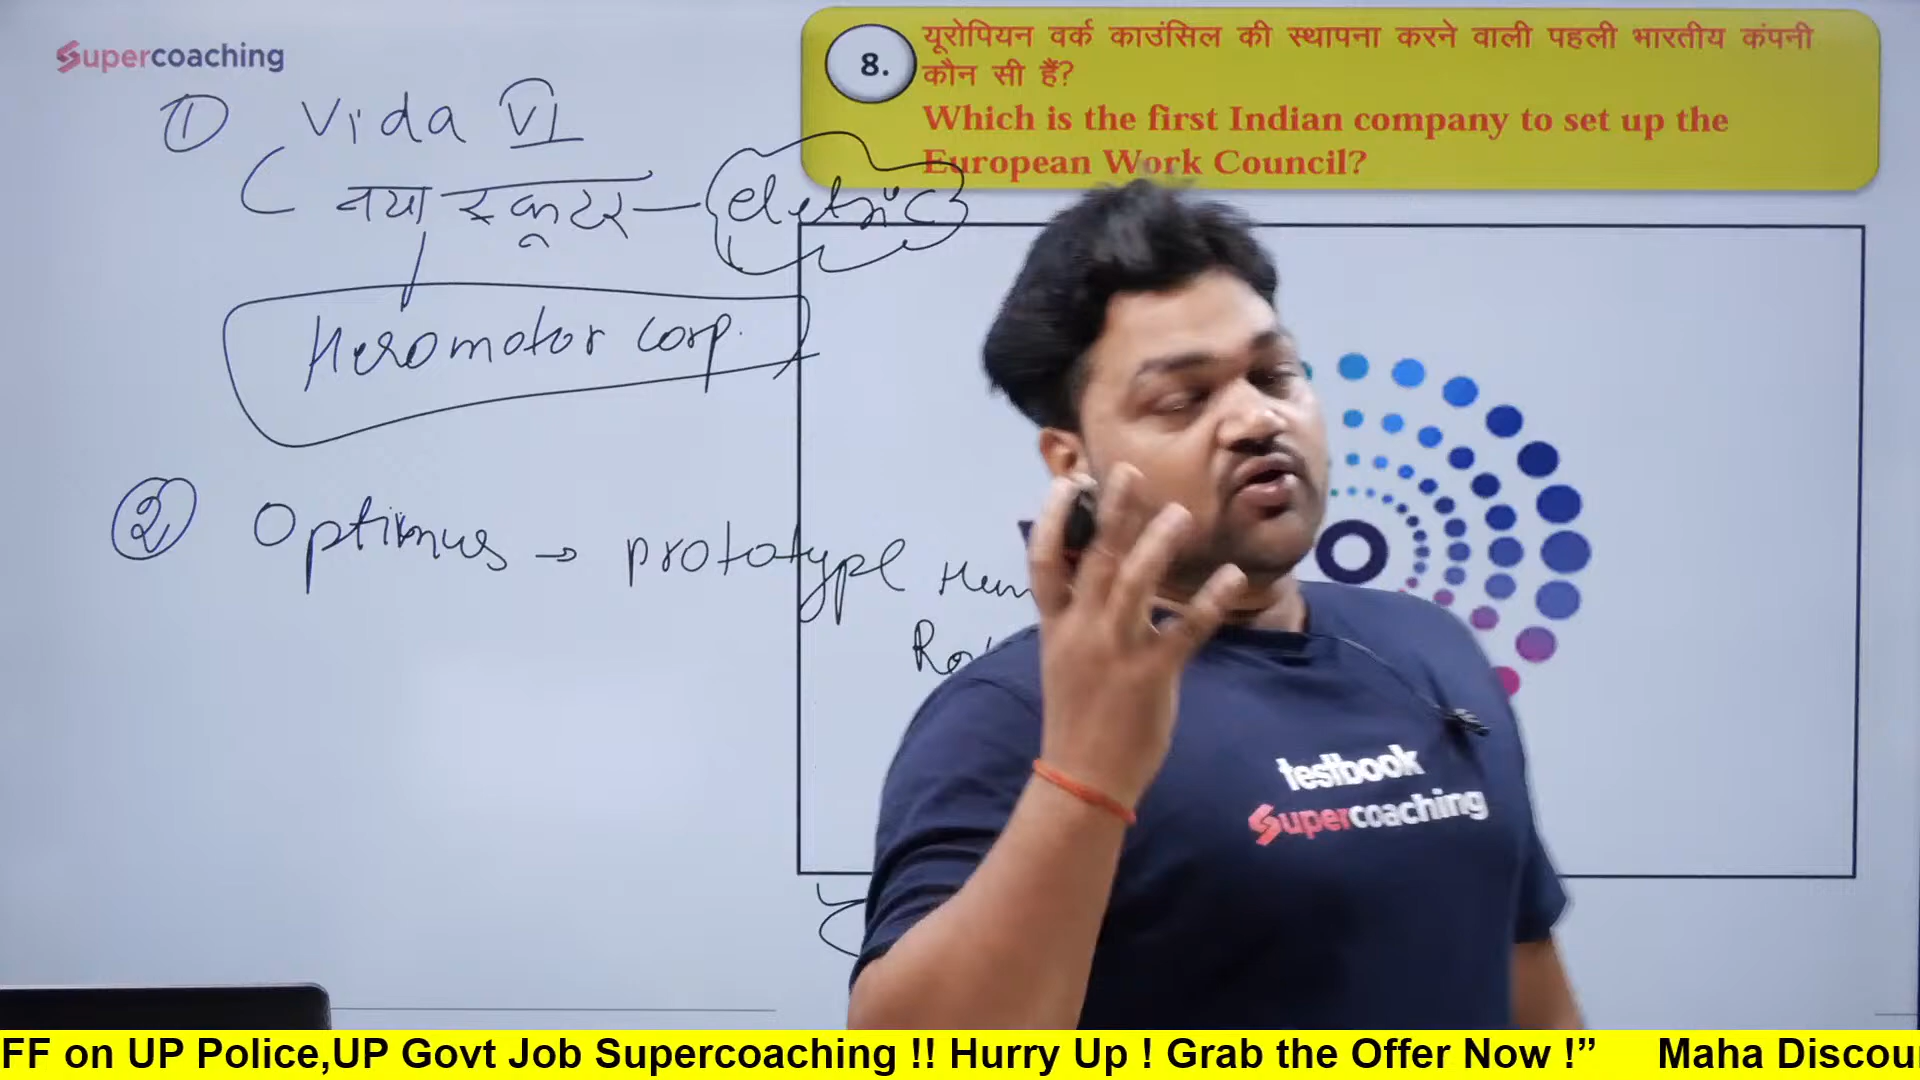 Supercoaching
8.
यूरोपियन वर्क काउंसिल की स्थापना करने वाली पहली भारतीय कंपनी
कौन सी हैं?
Which is the first Indian company to set up the
European Work Council?
① Vida V1
नया स्कूटर — eletric
Heromotor corp.
② Optimus → prototype
testbook
Supercoaching
FF on UP Police,UP Govt Job Supercoaching !! Hurry Up ! Grab the Offer Now !” Maha Discou